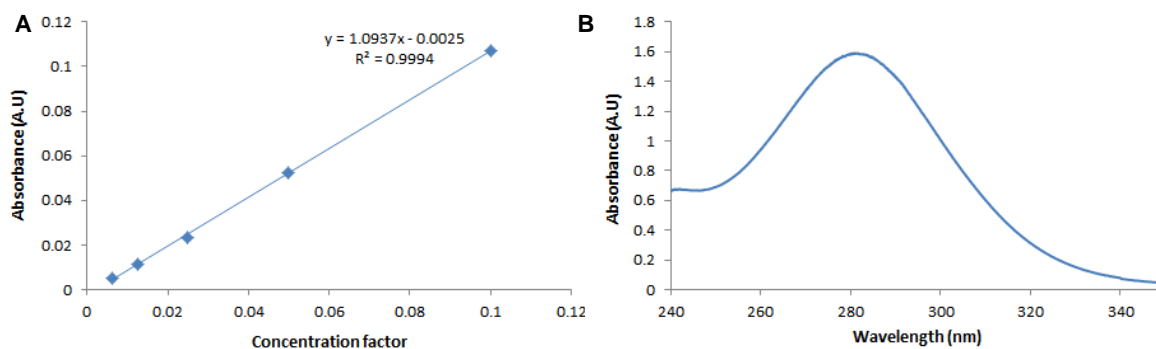 A
y = 1.0937x - 0.0025
R² = 0.9994
Absorbance (A.U)
0.12
0.1
0.08
0.06
0.04
0.02
0
0 0.02 0.04 0.06 0.08 0.1 0.12
Concentration factor
B
Absorbance (A.U)
1.8
1.6
1.4
1.2
1
0.8
0.6
0.4
0.2
0
240 260 280 300 320 340
Wavelength (nm)